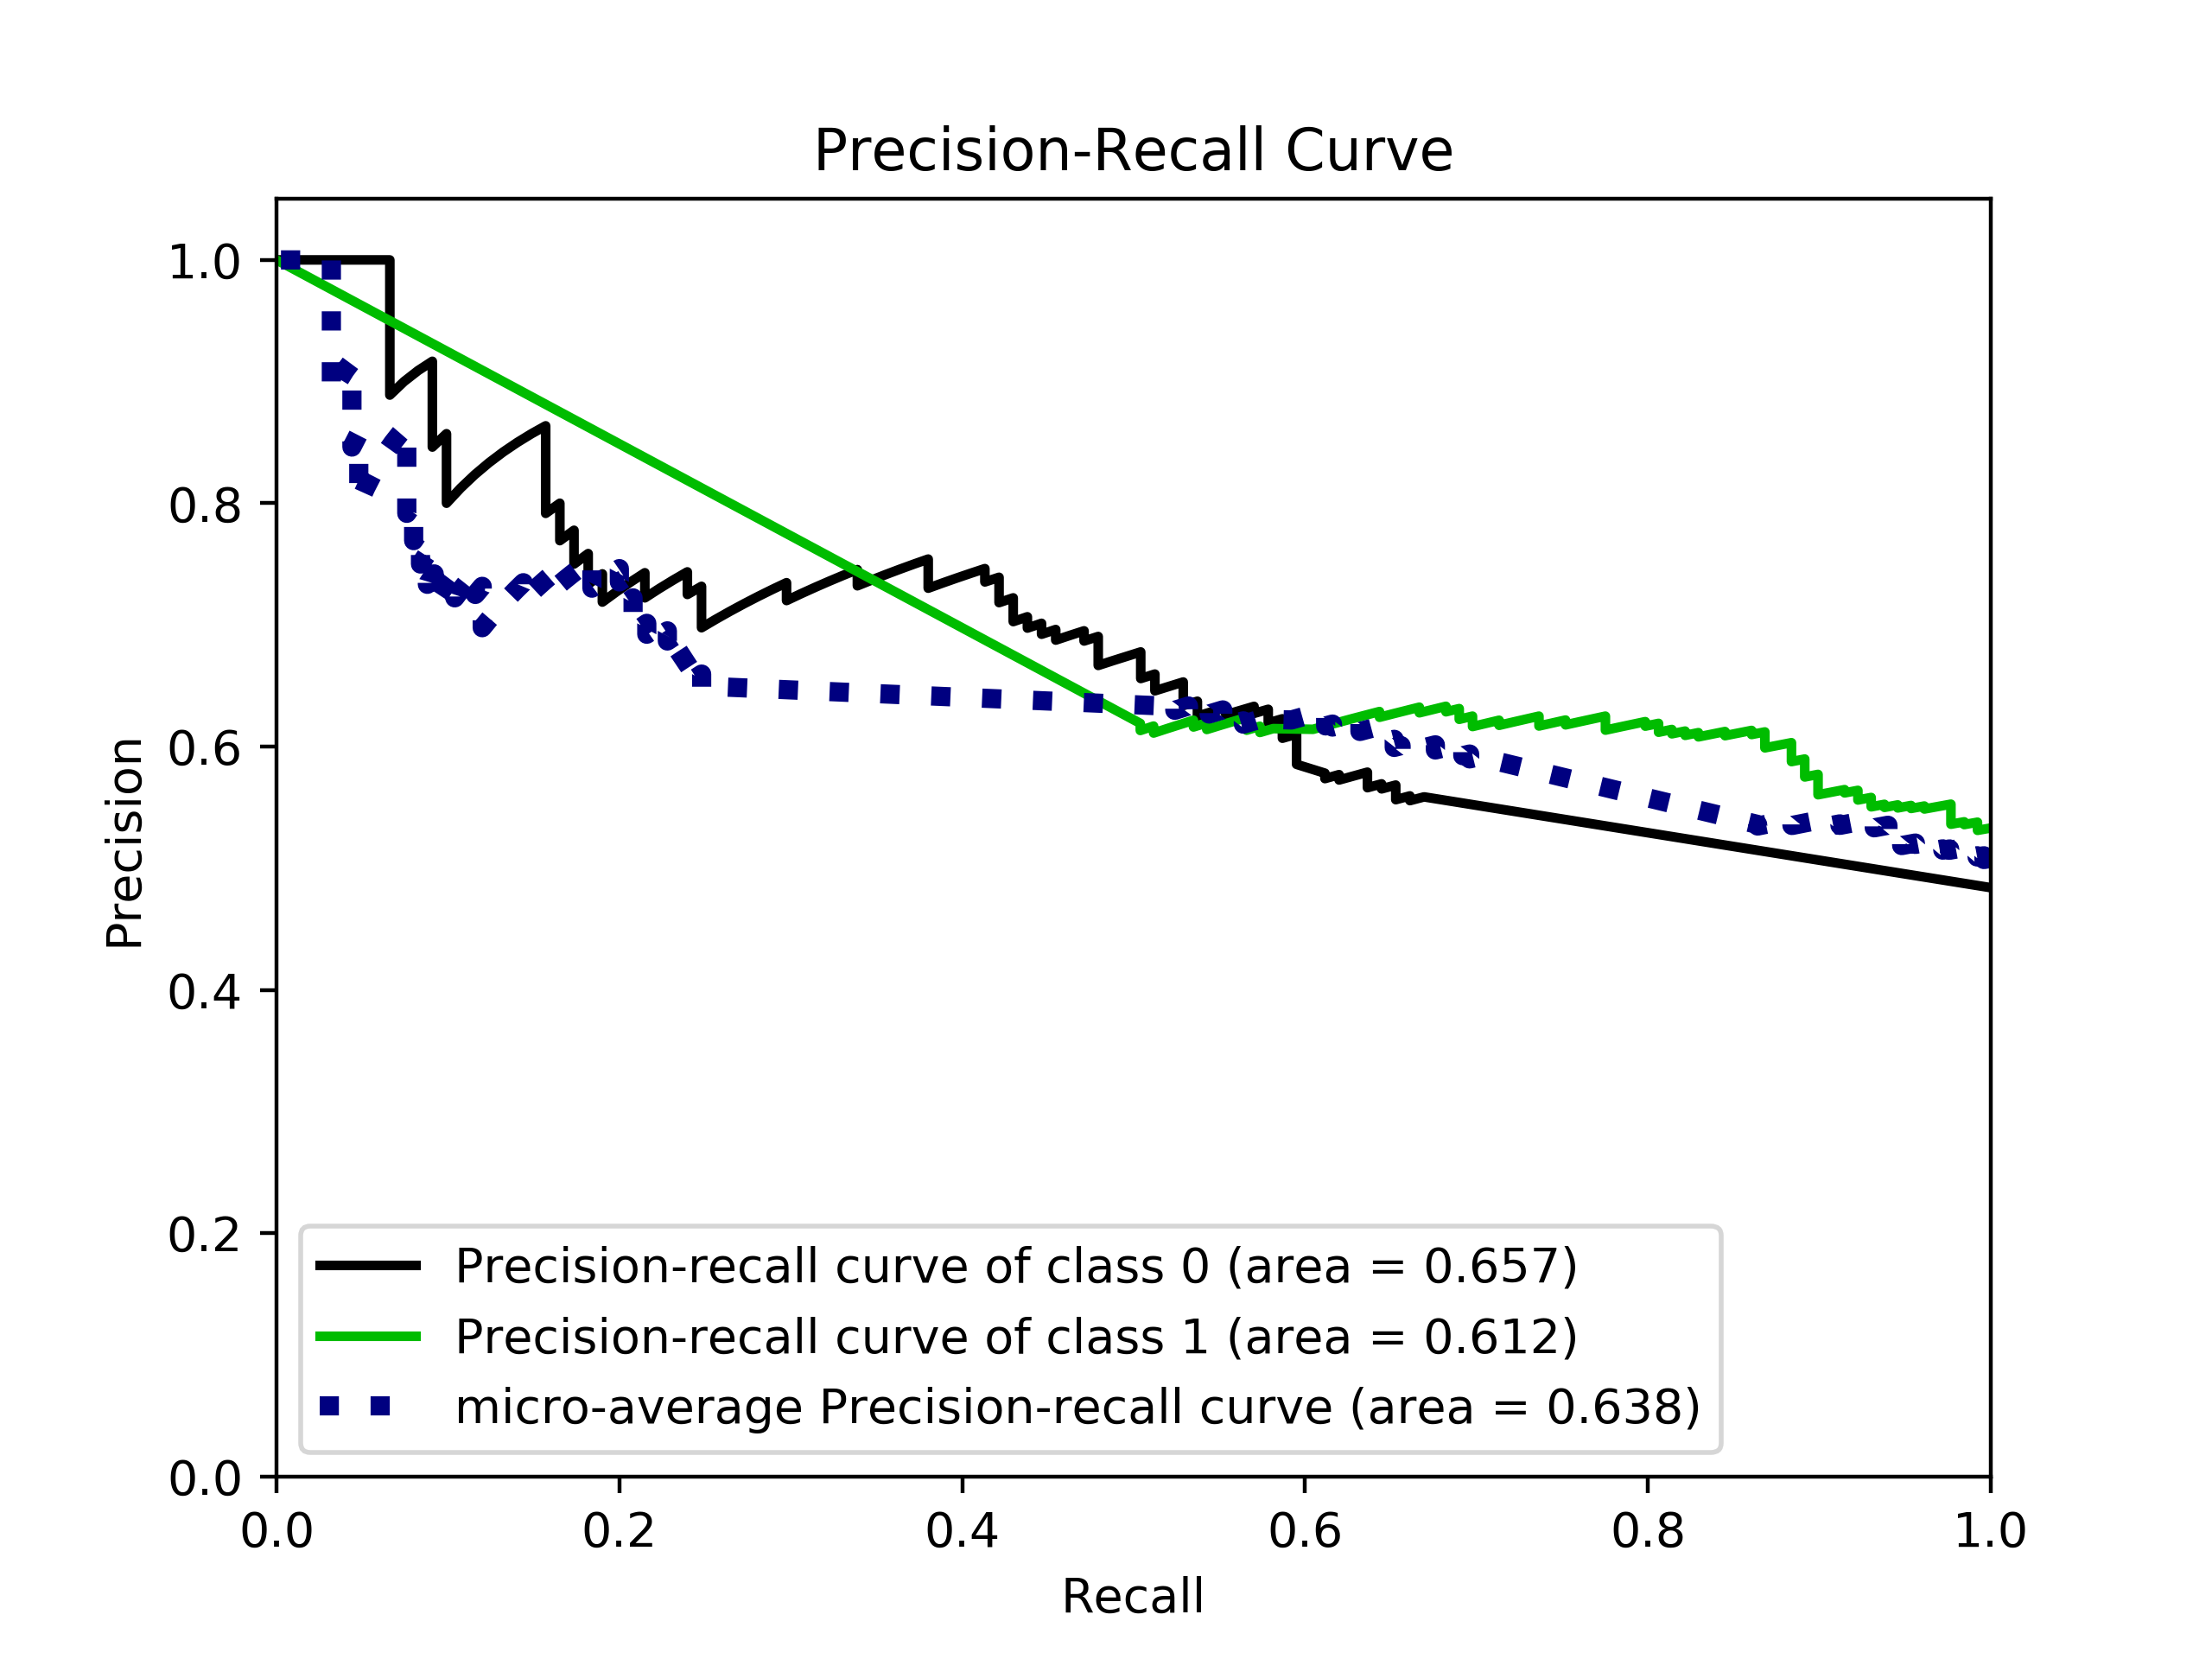 Precision-Recall Curve
1.0
0.8
0.6
0.4
0.2
0.0
Precision
Precision-recall curve of class 0 (area = 0.657)
Precision-recall curve of class 1 (area = 0.612)
micro-average Precision-recall curve (area = 0.638)
0.0 0.2 0.4 0.6 0.8 1.0
Recall